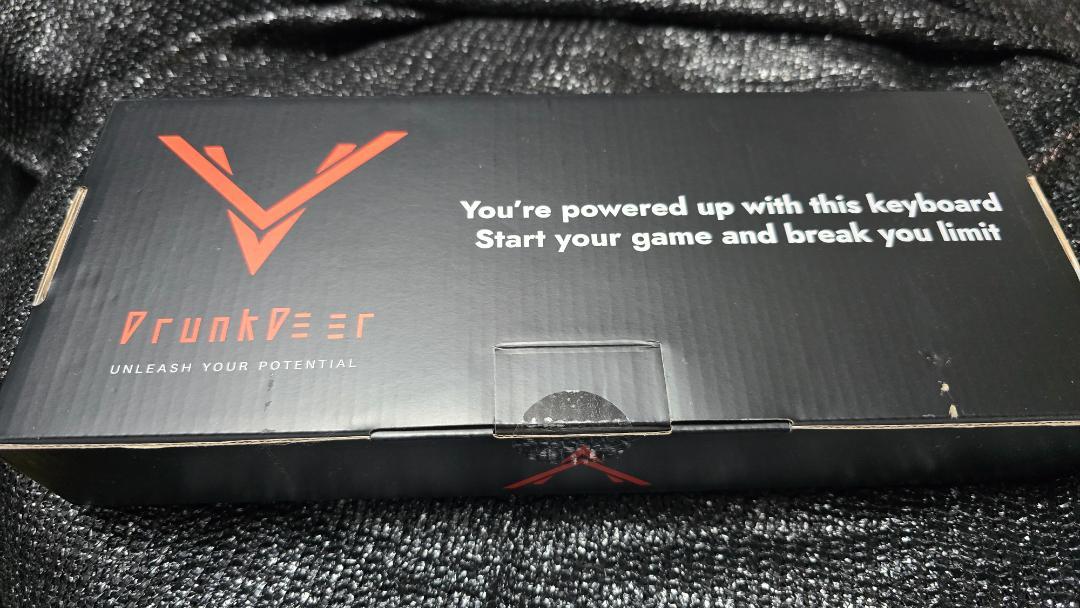 DrunkDeer
UNLEASH YOUR POTENTIAL
You're powered up with this keyboard
Start your game and break you limit